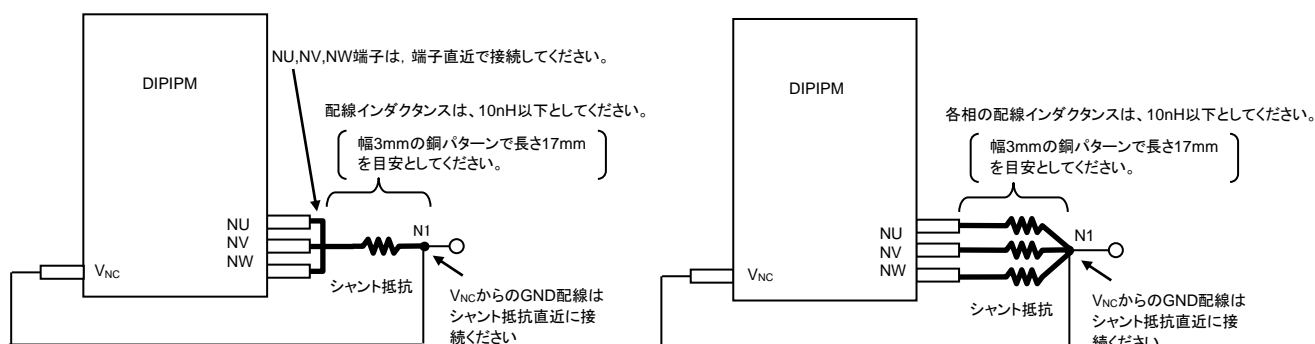 NU,NV,NW端子は, 端子直近で接続してください。
DIPIPM
配線インダクタンスは、10nH以下としてください。
幅3mmの銅パターンで長さ17mm
を目安としてください。
NU
NV
NW
N1
VNC
シャント抵抗
VNCからのGND配線は
シャント抵抗直近に接
続ください
DIPIPM
各相の配線インダクタンスは、10nH以下としてください。
幅3mmの銅パターンで長さ17mm
を目安としてください。
NU
NV
NW
N1
VNC
シャント抵抗
VNCからのGND配線は
シャント抵抗直近に接
続ください